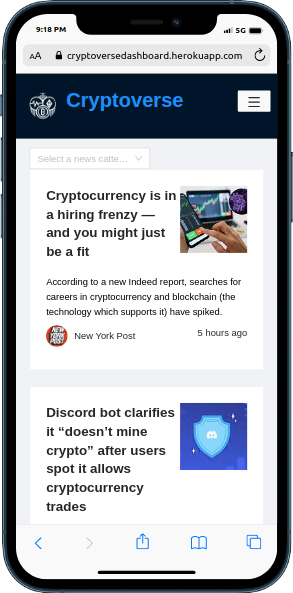 9:18 PM
5G
AA
cryptoversedashboard.herokuapp.com
Cryptoverse
Select a news catte...
Cryptocurrency is in
a hiring frenzy —
and you might just
be a fit
According to a new Indeed report, searches for
careers in cryptocurrency and blockchain (the
technology which supports it) have spiked.
NEW
YORK
POST
New York Post
5 hours ago
Discord bot clarifies
it “doesn’t mine
crypto” after users
spot it allows
cryptocurrency
trades